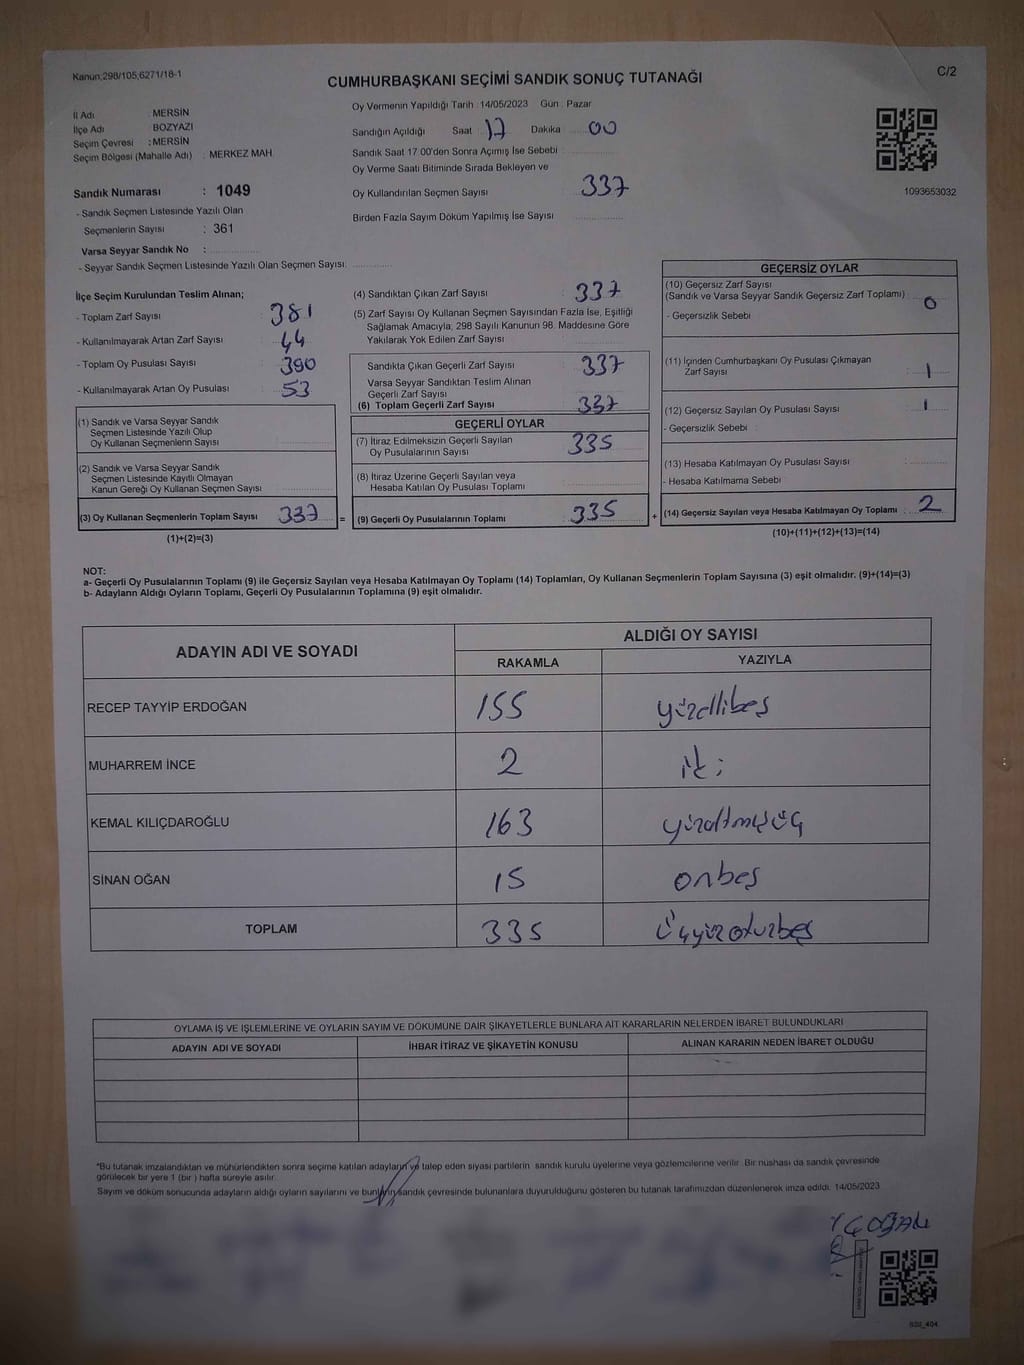 Kanun;298/105,6271/18-1
C/2
CUMHURBAŞKANI SEÇİMİ SANDIK SONUÇ TUTANAĞI
İl Adı : MERSİN
İlçe Adı : BOZYAZI
Seçim Çevresi : MERSİN
Seçim Bölgesi (Mahalle Adı) : MERKEZ MAH.
Sandık Numarası : 1049
- Sandık Seçmen Listesinde Yazılı Olan
Seçmenlerin Sayısı : 361
Varsa Seyyar Sandık No :
- Seyyar Sandık Seçmen Listesinde Yazılı Olan Seçmen Sayısı:
Oy Vermenin Yapıldığı Tarih : 14/05/2023 Gün : Pazar
Sandığın Açıldığı Saat : 17 Dakika : 00
Sandık Saat 17:00'den Sonra Açımış İse Sebebi :
Oy Verme Saati Bitiminde Sırada Bekleyen ve
Oy Kullandırılan Seçmen Sayısı : 337
Birden Fazla Sayım Döküm Yapılmış İse Sayısı
1093653032
İlçe Seçim Kurulundan Teslim Alınan;
- Toplam Zarf Sayısı : 381
- Kullanılmayarak Artan Zarf Sayısı : 44
- Toplam Oy Pusulası Sayısı : 390
- Kullanılmayarak Artan Oy Pusulası : 53
(1) Sandık ve Varsa Seyyar Sandık
Seçmen Listesinde Yazılı Olup
Oy Kullanan Seçmenlerin Sayısı
(2) Sandık ve Varsa Seyyar Sandık
Seçmen Listesinde Kayıtlı Olmayan
Kanun Gereği Oy Kullanan Seçmen Sayısı
(3) Oy Kullanan Seçmenlerin Toplam Sayısı 337
(1)+(2)=(3)
=
(4) Sandıktan Çıkan Zarf Sayısı : 337
(5) Zarf Sayısı Oy Kullanan Seçmen Sayısından Fazla İse, Eşitliği
Sağlamak Amacıyla, 298 Sayılı Kanunun 98. Maddesine Göre
Yakılarak Yok Edilen Zarf Sayısı
Sandıkta Çıkan Geçerli Zarf Sayısı : 337
Varsa Seyyar Sandıktan Teslim Alınan
Geçerli Zarf Sayısı
(6) Toplam Geçerli Zarf Sayısı : 337
GEÇERLİ OYLAR
(7) İtiraz Edilmeksizin Geçerli Sayılan
Oy Pusulalarının Sayısı 335
(8) İtiraz Üzerine Geçerli Sayılan veya
Hesaba Katılan Oy Pusulası Toplamı
(9) Geçerli Oy Pusulalarının Toplamı 335
+
GEÇERSİZ OYLAR
(10) Geçersiz Zarf Sayısı
(Sandık ve Varsa Seyyar Sandık Geçersiz Zarf Toplamı) : 0
- Geçersizlik Sebebi
(11) İçinden Cumhurbaşkanı Oy Pusulası Çıkmayan
Zarf Sayısı : 1
(12) Geçersiz Sayılan Oy Pusulası Sayısı : 1
- Geçersizlik Sebebi :
(13) Hesaba Katılmayan Oy Pusulası Sayısı
- Hesaba Katılmama Sebebi
(14) Geçersiz Sayılan veya Hesaba Katılmayan Oy Toplamı : 2
(10)+(11)+(12)+(13)=(14)
NOT:
a- Geçerli Oy Pusulalarının Toplamı (9) ile Geçersiz Sayılan veya Hesaba Katılmayan Oy Toplamı (14) Toplamları, Oy Kullanan Seçmenlerin Toplam Sayısına (3) eşit olmalıdır. (9)+(14)=(3)
b- Adayların Aldığı Oyların Toplamı, Geçerli Oy Pusulalarının Toplamına (9) eşit olmalıdır.
ADAYIN ADI VE SOYADI
ALDIĞI OY SAYISI
RAKAMLA YAZIYLA
RECEP TAYYİP ERDOĞAN 155 yüzellibeş
MUHARREM İNCE 2 iki
KEMAL KILIÇDAROĞLU 163 yüzaltmışüç
SİNAN OĞAN 15 onbeş
TOPLAM 335 Üçyüzotuzbeş
OYLAMA İŞ VE İŞLEMLERİNE VE OYLARIN SAYIM VE DÖKÜMÜNE DAİR ŞİKAYETLERLE BUNLARA AİT KARARLARIN NELERDEN İBARET BULUNDUKLARI
ADAYIN ADI VE SOYADI İHBAR İTİRAZ VE ŞİKAYETİN KONUSU ALINAN KARARIN NEDEN İBARET OLDUĞU
*Bu tutanak imzalandıktan ve mühürlendikten sonra seçime katılan adayların ve talep eden siyasi partilerin sandık kurulu üyelerine veya gözlemcilerine verilir. Bir nüshası da sandık çevresinde
görülecek bir yere 1 (bir) hafta süreyle asılır.
Sayım ve döküm sonucunda adayların aldığı oyların sayılarını ve bunların sandık çevresinde bulunanlara duyurulduğunu gösteren bu tutanak tarafımızdan düzenlenerek imza edildi. 14/05/2023